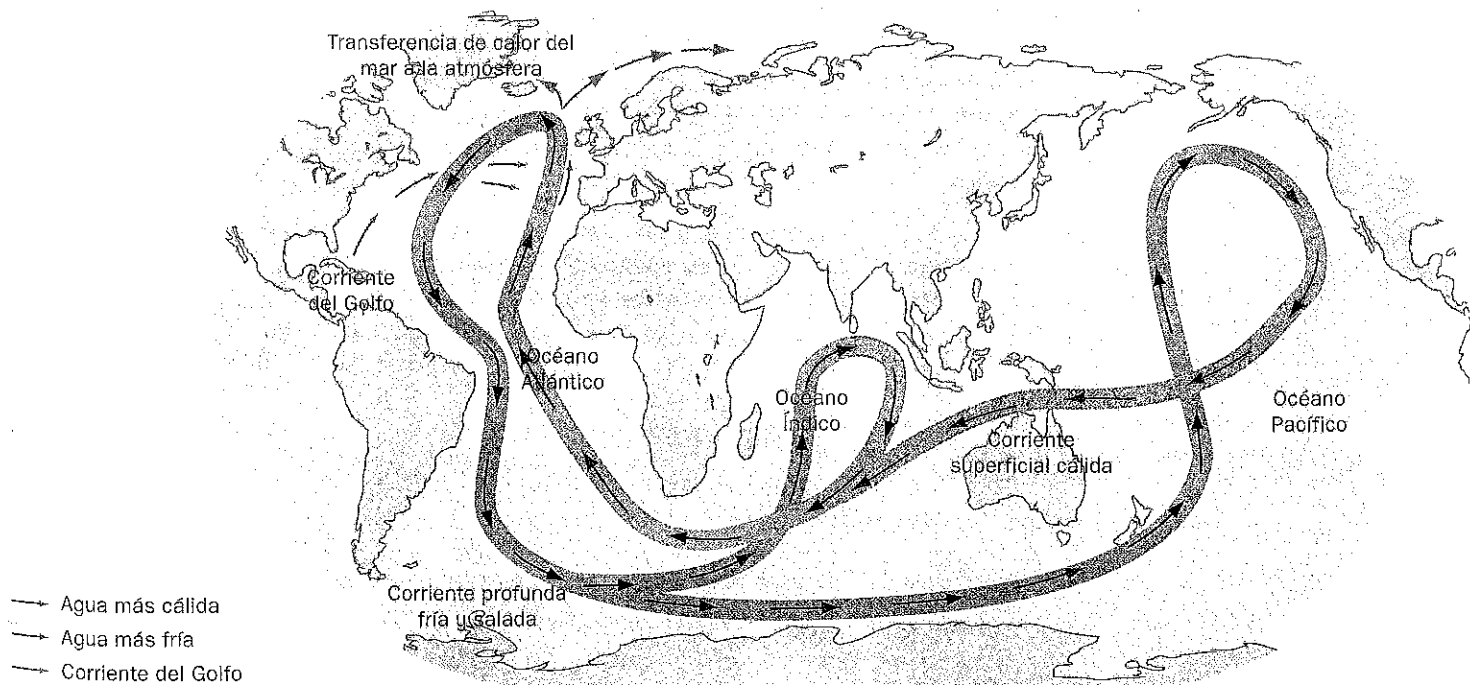 Transferencia de calor del
mar a la atmósfera
Corriente
del Golfo
Océano
Atlántico
Océano
Índico
Corriente
superficial cálida
Océano
Pacífico
Corriente profunda
fría y salada
Agua más cálida
Agua más fría
Corriente del Golfo